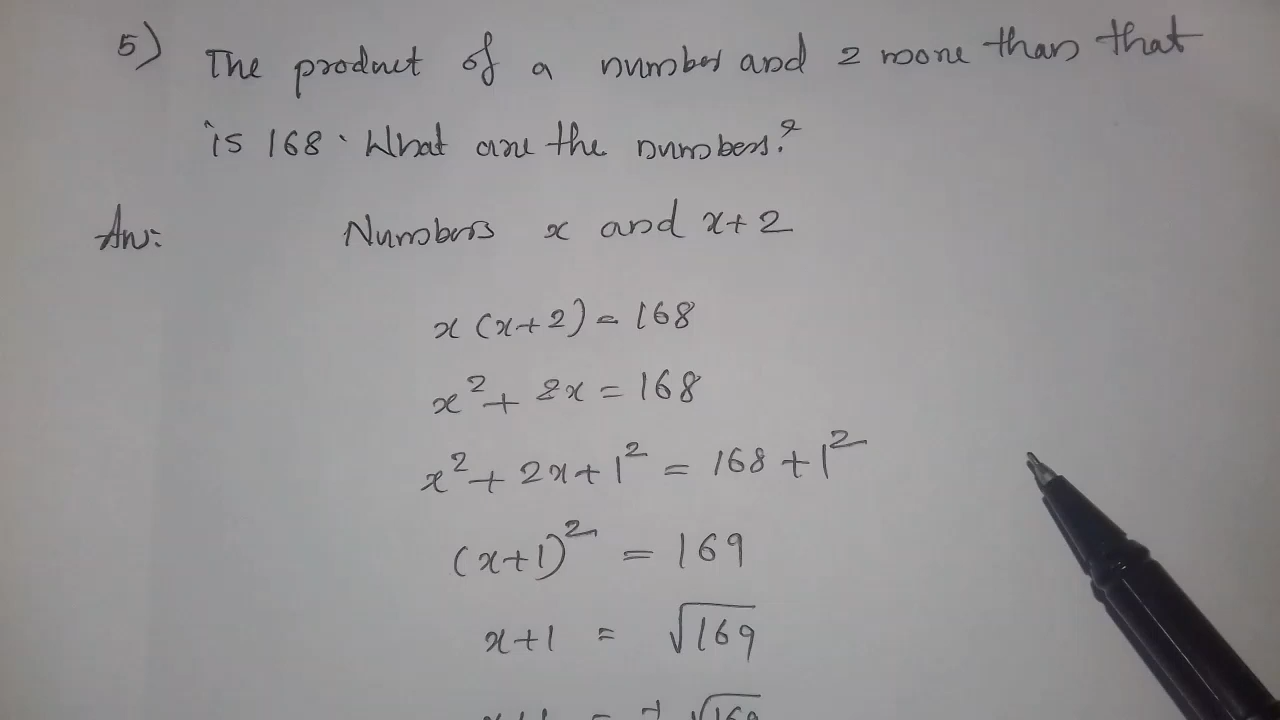 5) The product of a number and 2 more than that
is 168. What are the numbers?
Ans: Numbers x and x+2
x(x+2) = 168
x² + 2x = 168
x² + 2x + 1² = 168 + 1²
(x+1)² = 169
x+1 = √169